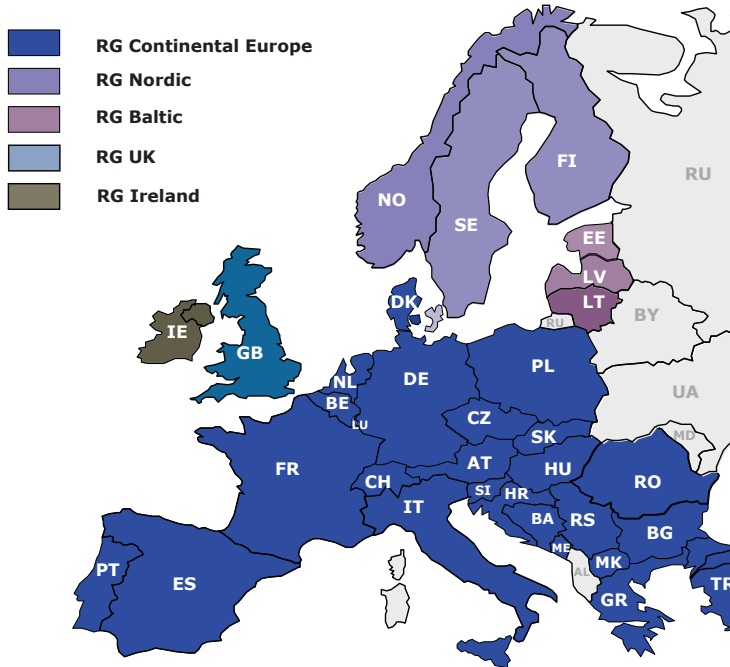 RG Continental Europe
RG Nordic
RG Baltic
RG UK
RG Ireland
FI
RU
NO
SE
EE
LV
LT
DK
RU
BY
IE
GB
NL
DE
PL
BE
UA
CZ
LU
SK
MD
FR
AT
HU
CH
RO
SI
HR
IT
BA
RS
BG
ME
MK
AL
PT
ES
GR
TR